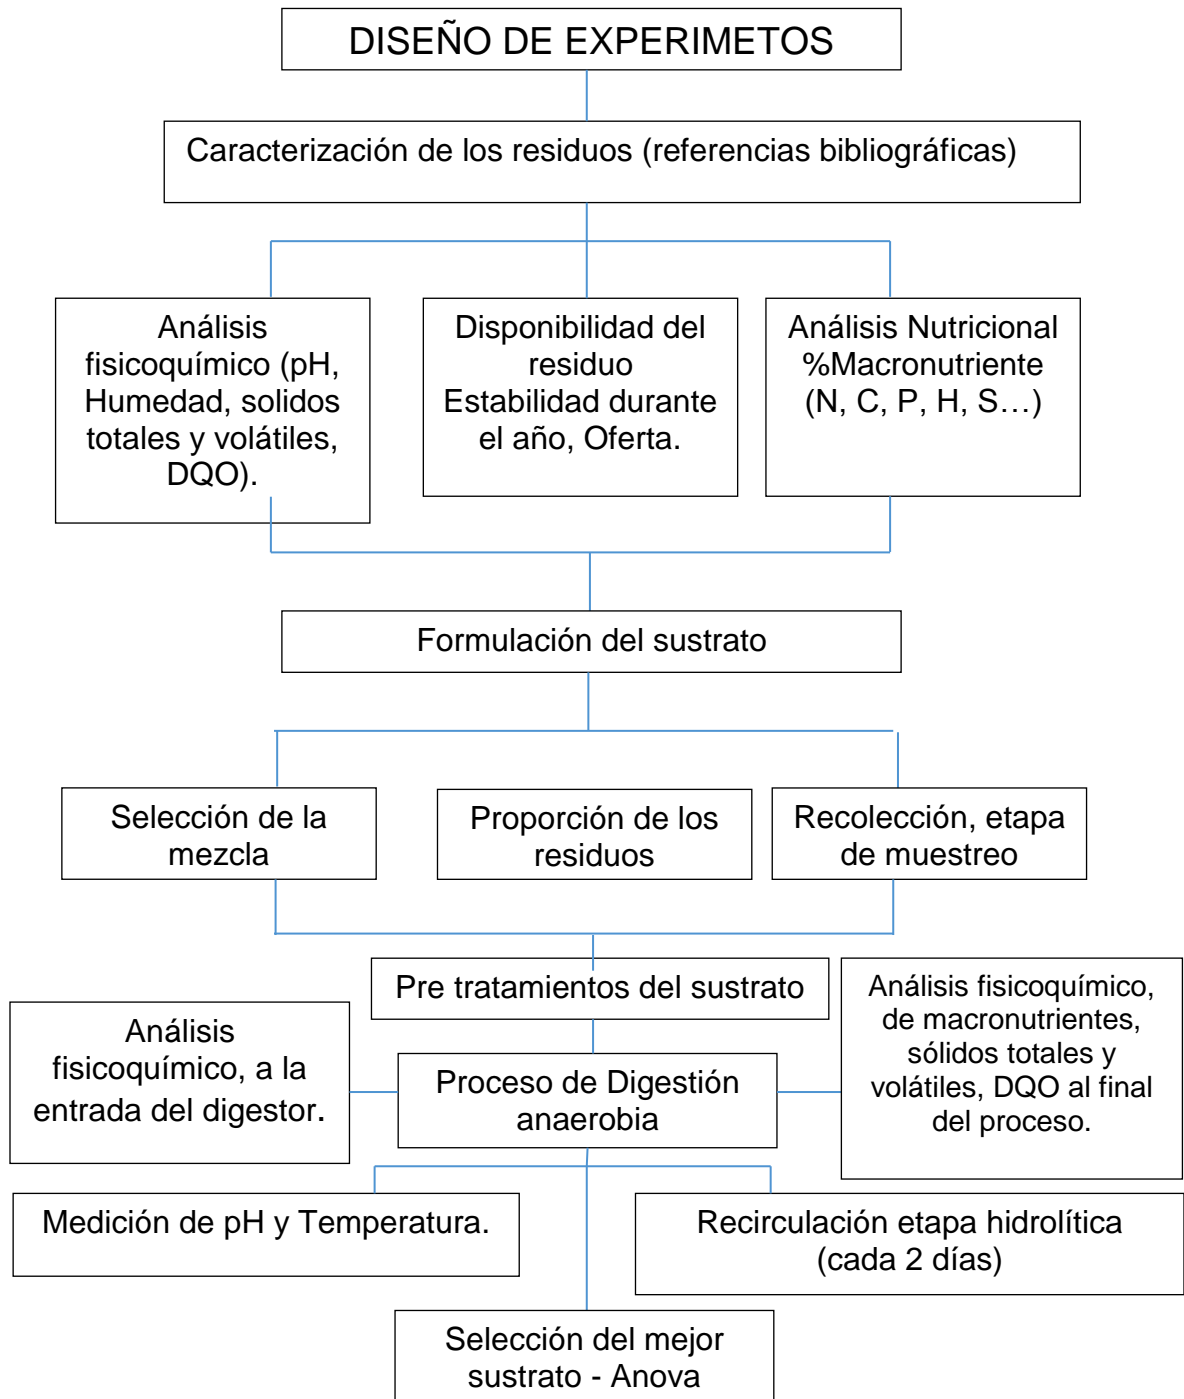 DISEÑO DE EXPERIMETOS
Caracterización de los residuos (referencias bibliográficas)
Análisis
fisicoquímico (pH,
Humedad, solidos
totales y volátiles,
DQO).
Disponibilidad del
residuo
Estabilidad durante
el año, Oferta.
Análisis Nutricional
%Macronutriente
(N, C, P, H, S…)
Formulación del sustrato
Selección de la
mezcla
Proporción de los
residuos
Recolección, etapa
de muestreo
Pre tratamientos del sustrato
Análisis
fisicoquímico, a la
entrada del digestor.
Proceso de Digestión
anaerobia
Análisis fisicoquímico,
de macronutrientes,
sólidos totales y
volátiles, DQO al final
del proceso.
Medición de pH y Temperatura.
Recirculación etapa hidrolítica
(cada 2 días)
Selección del mejor
sustrato - Anova